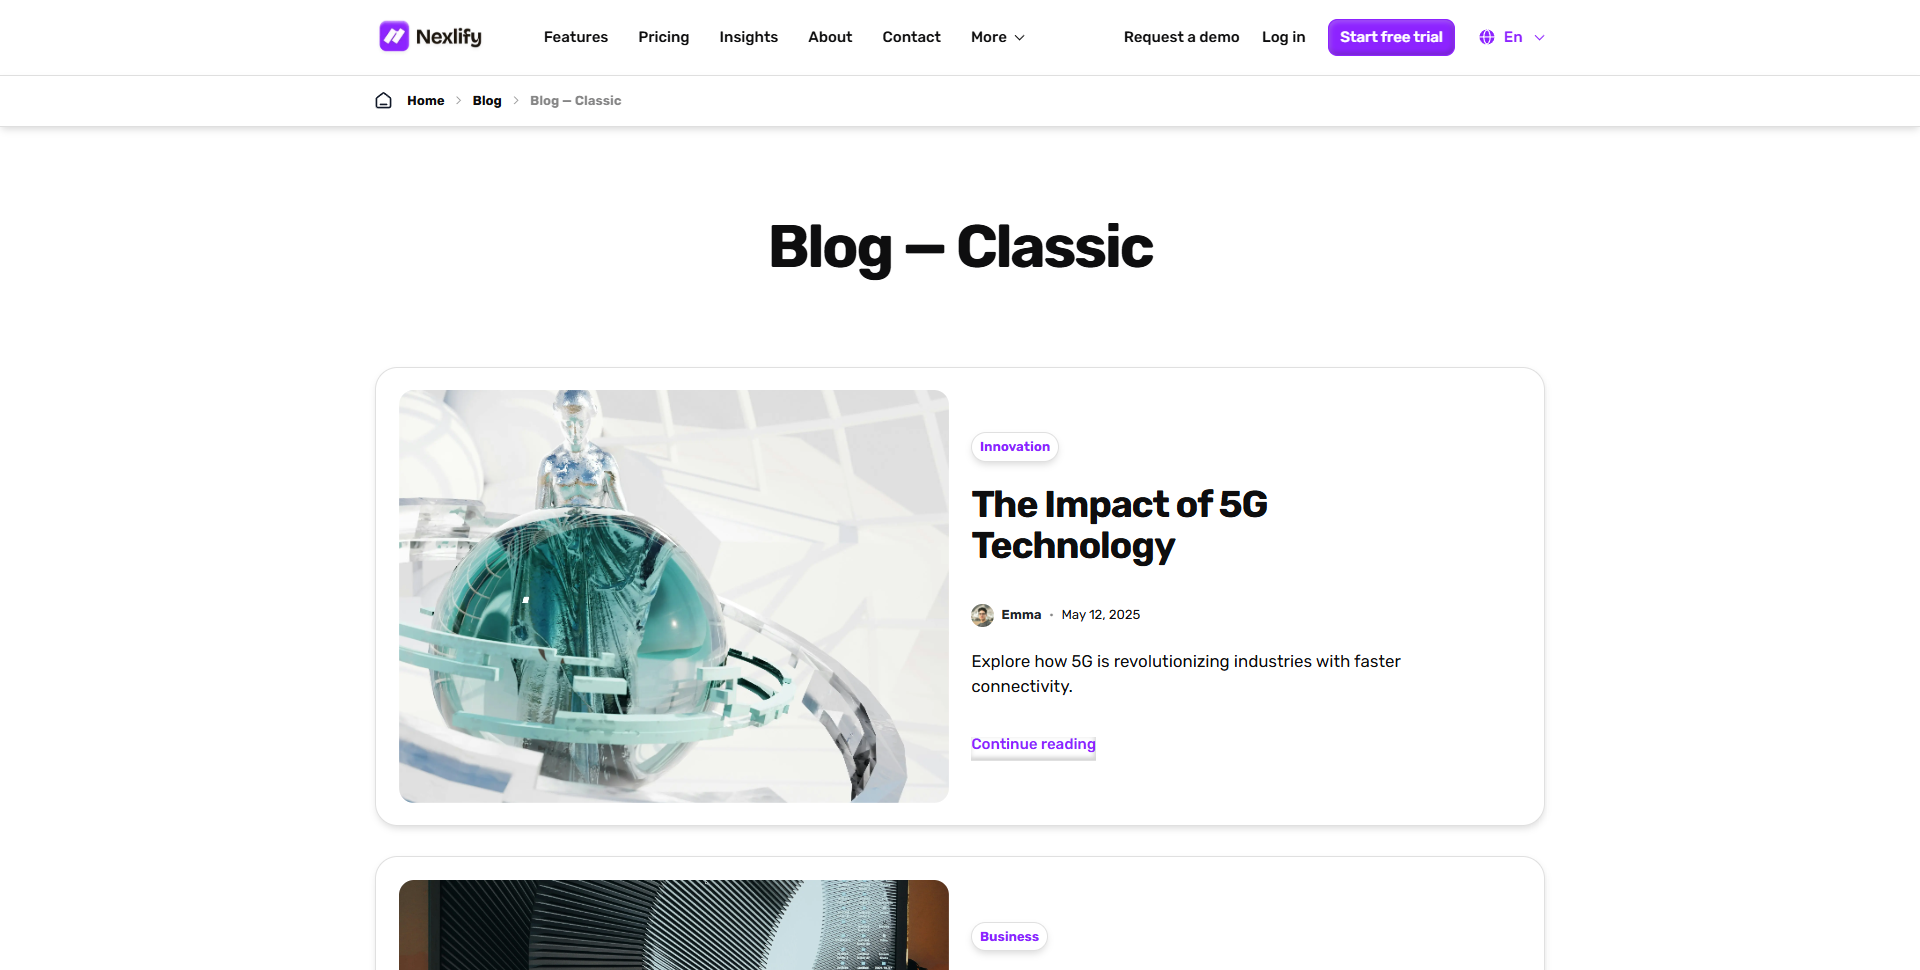 Nexlify
Features Pricing Insights About Contact More
Request a demo Log in Start free trial En
Home Blog Blog — Classic
Blog — Classic
Innovation
The Impact of 5G
Technology
Emma · May 12, 2025
Explore how 5G is revolutionizing industries with faster
connectivity.
Continue reading
Business